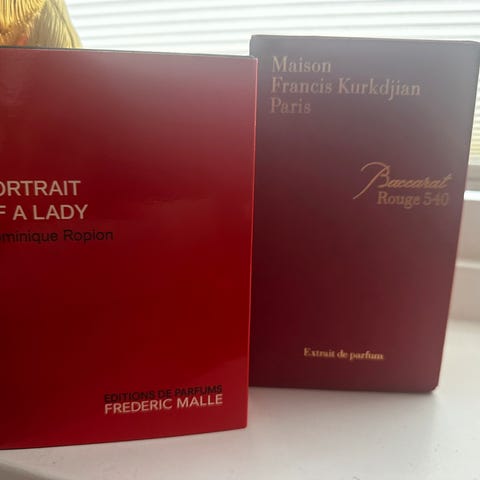 ORTRAIT
F A LADY
ominique Ropion
EDITIONS DE PARFUMS
FREDERIC MALLE
Maison
Francis Kurkdjian
Paris
Baccarat
Rouge 540
Extrait de parfum